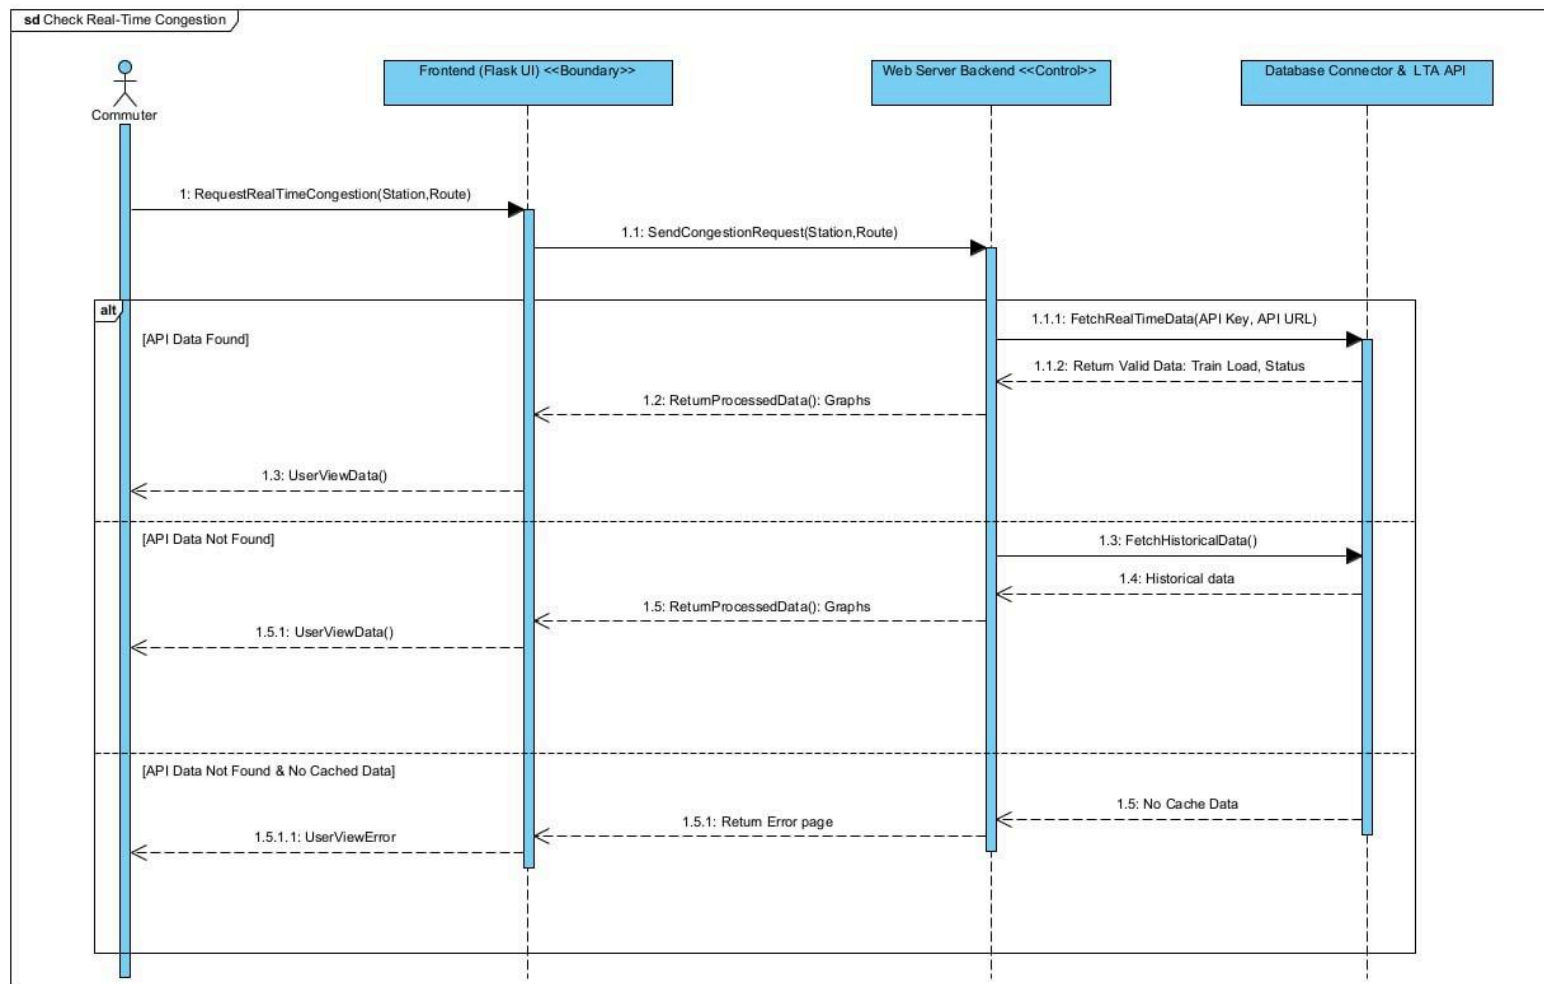 sd Check Real-Time Congestion
Commuter
Frontend (Flask UI) <<Boundary>>
Web Server Backend <<Control>>
Database Connector & LTA API
1: RequestRealTimeCongestion(Station,Route)
1.1: SendCongestionRequest(Station,Route)
alt
[API Data Found]
1.1.1: FetchRealTimeData(API Key, API URL)
1.1.2: Return Valid Data: Train Load, Status
1.2: ReturnProcessedData(): Graphs
1.3: UserViewData()
[API Data Not Found]
1.3: FetchHistoricalData()
1.4: Historical data
1.5: ReturnProcessedData(): Graphs
1.5.1: UserViewData()
[API Data Not Found & No Cached Data]
1.5: No Cache Data
1.5.1: Return Error page
1.5.1.1: UserViewError